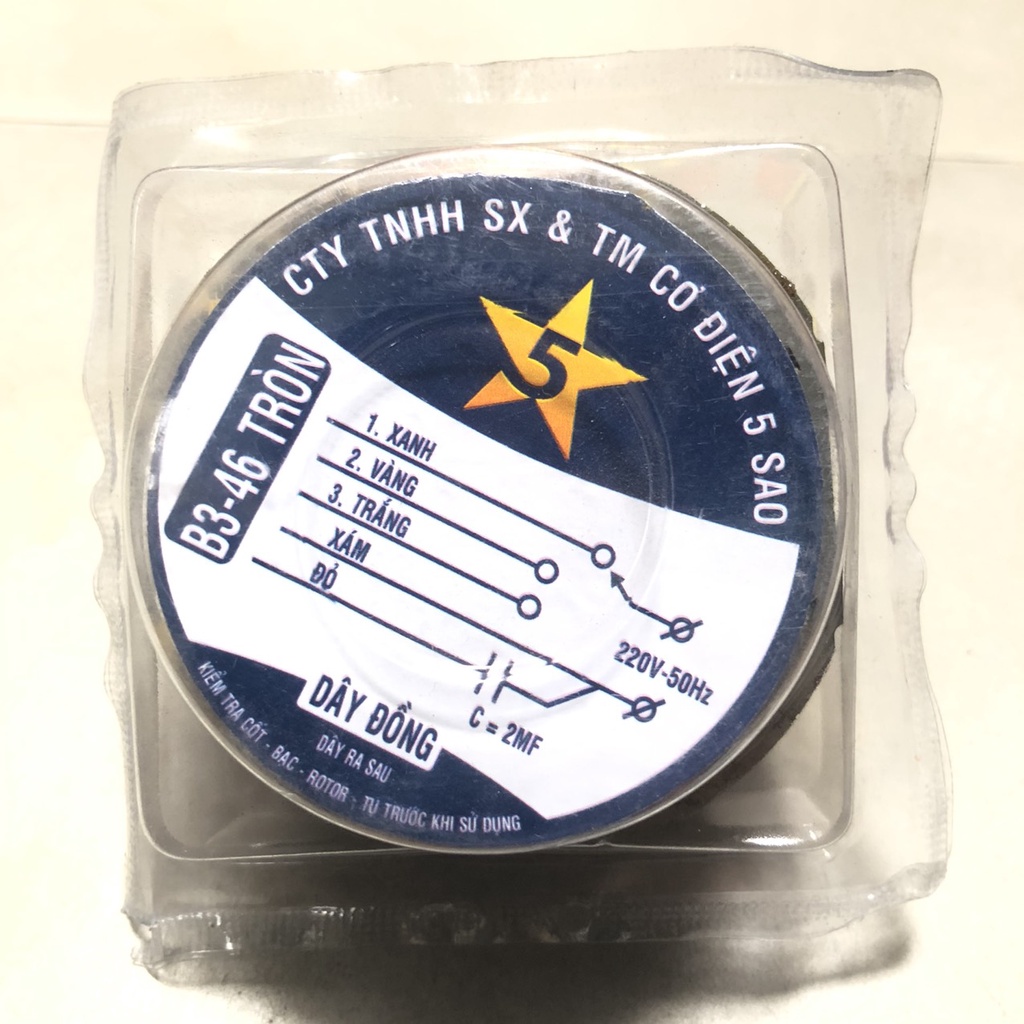 CTY TNHH SX & TM CƠ ĐIỆN 5 SAO
5
B3-46 TRÒN
1. XANH
2. VÀNG
3. TRẮNG
XÁM
ĐỎ
220V-50Hz
C = 2MF
DÂY ĐỒNG
DÂY RA SAU
KIỂM TRA CỐT - BẠC - ROTOR - TỤ TRƯỚC KHI SỬ DỤNG